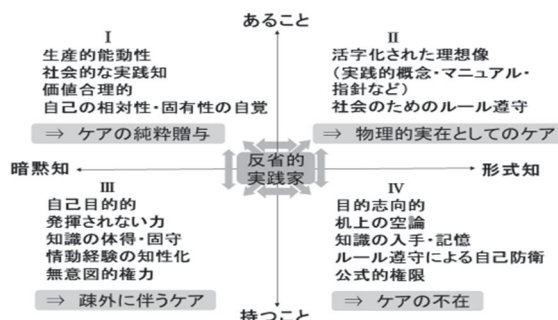 あること
Ⅰ
生産的能動性
社会的な実践知
価値合理的
自己の相対性・固有性の自覚
⇒ ケアの純粋贈与
Ⅱ
活字化された理想像
(実践的概念・マニュアル・
指針など)
社会のためのルール遵守
⇒ 物理的実在としてのケア
暗黙知
反省的
実践家
形式知
Ⅲ
自己目的的
発揮されない力
知識の体得・固守
情動経験の知性化
無意図的権力
⇒ 疎外に伴うケア
Ⅳ
目的志向的
机上の空論
知識の入手・記憶
ルール遵守による自己防衛
公式的権限
⇒ ケアの不在
持つこと